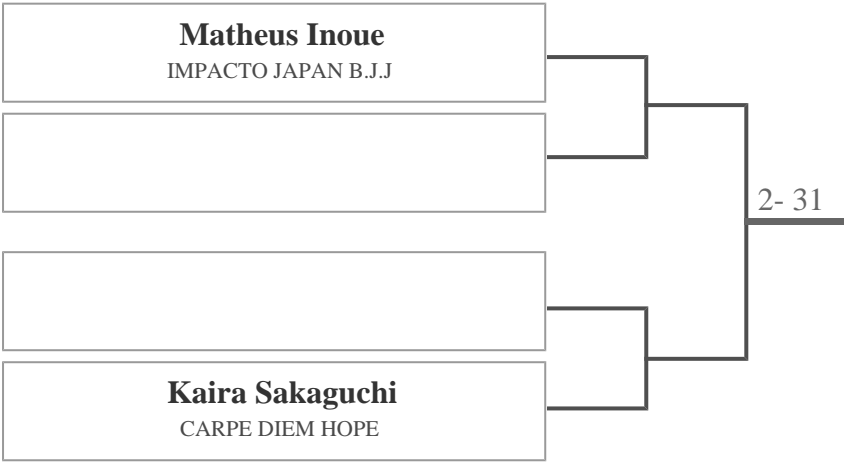 Matheus Inoue
IMPACTO JAPAN B.J.J
2- 31
Kaira Sakaguchi
CARPE DIEM HOPE